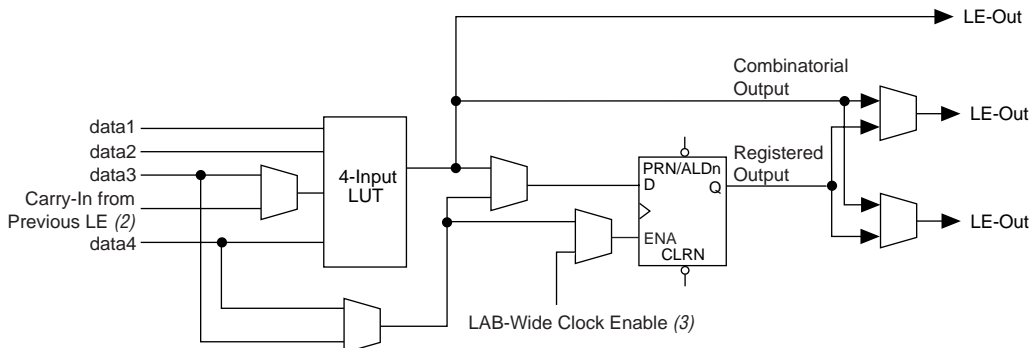 LE-Out
Combinatorial
Output
LE-Out
data1
data2
data3
4-Input
LUT
Carry-In from
Previous LE (2)
data4
PRN/ALDn
D
Q
ENA
CLRN
Registered
Output
LE-Out
LAB-Wide Clock Enable (3)